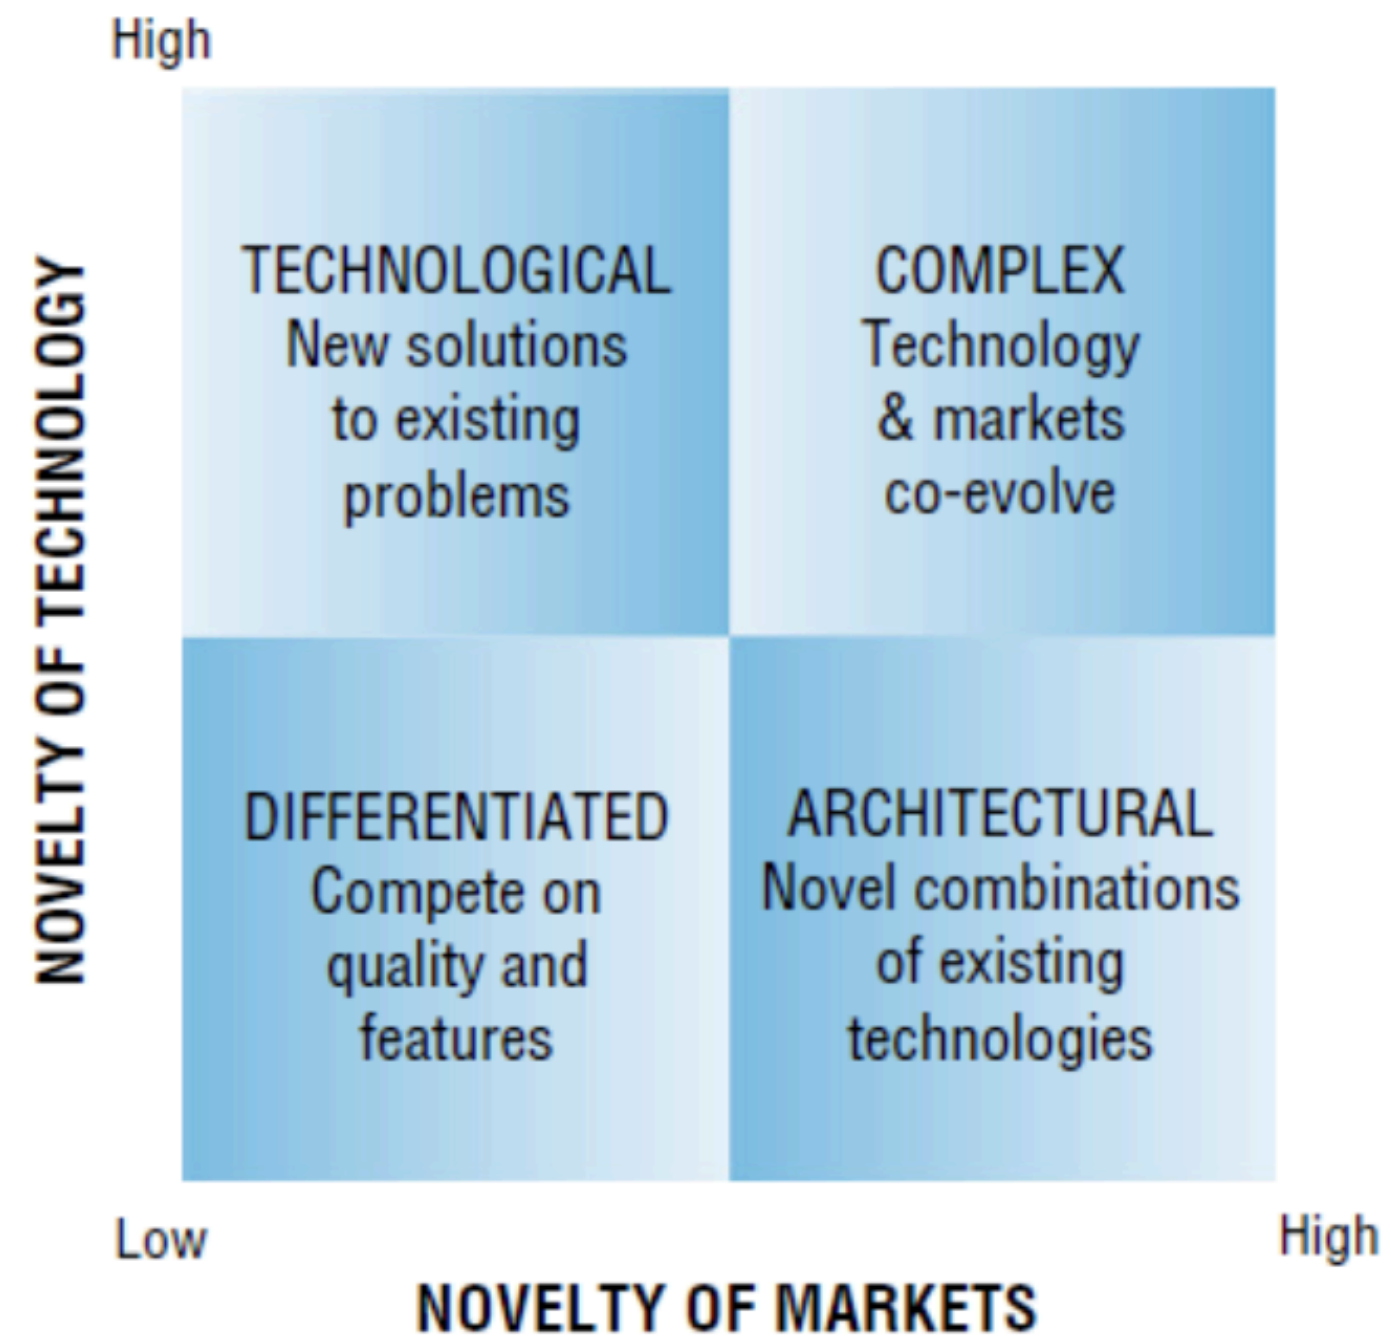 High
NOVELTY OF TECHNOLOGY
TECHNOLOGICAL
New solutions
to existing
problems
COMPLEX
Technology
& markets
co-evolve
DIFFERENTIATED
Compete on
quality and
features
ARCHITECTURAL
Novel combinations
of existing
technologies
Low
High
NOVELTY OF MARKETS